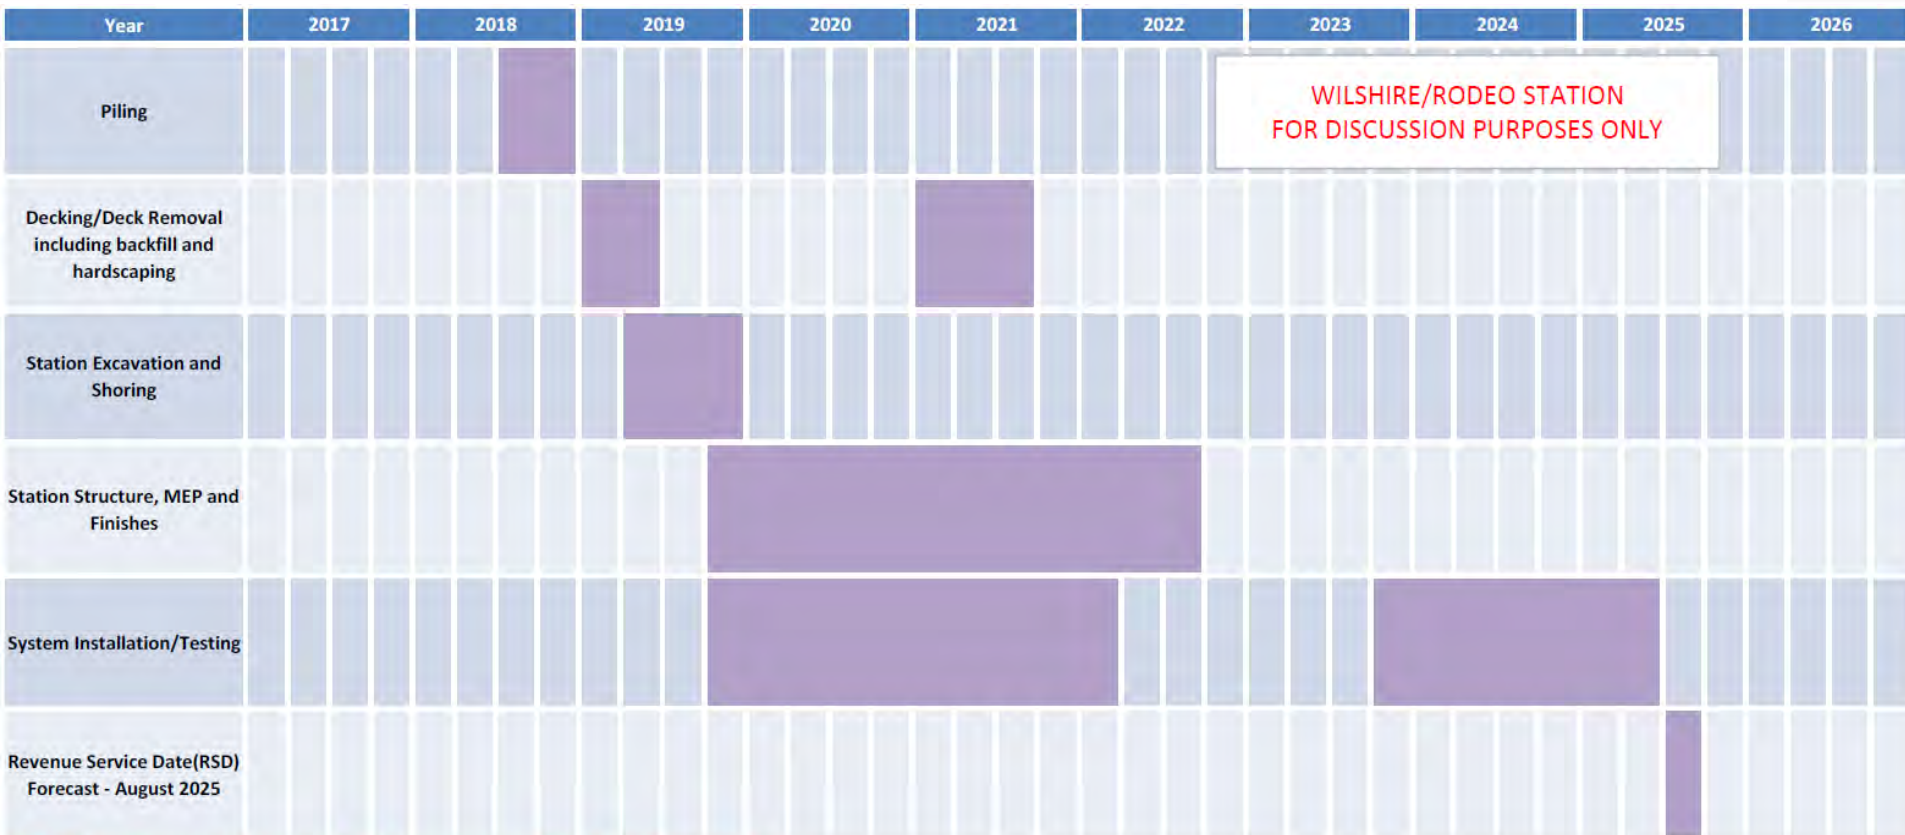 Year 2017 2018 2019 2020 2021 2022 2023 2024 2025 2026
WILSHIRE/RODEO STATION
FOR DISCUSSION PURPOSES ONLY
Piling
Decking/Deck Removal
including backfill and
hardscaping
Station Excavation and
Shoring
Station Structure, MEP and
Finishes
System Installation/Testing
Revenue Service Date(RSD)
Forecast - August 2025